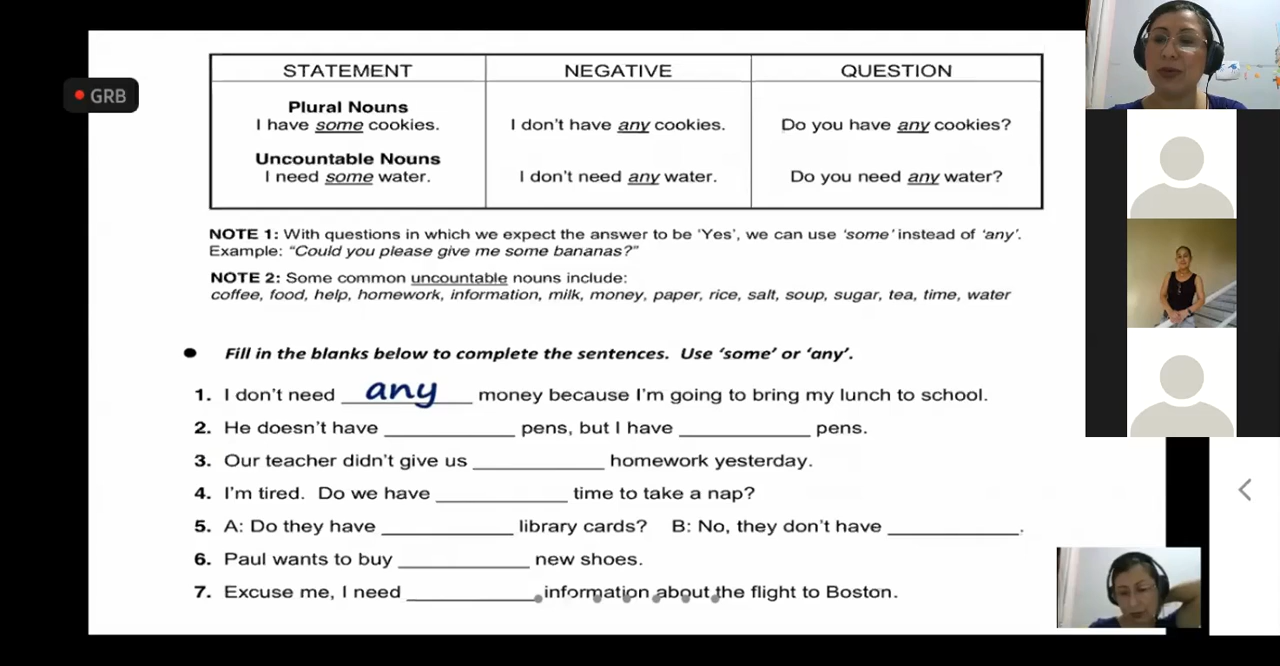 STATEMENT NEGATIVE QUESTION
GRB
Plural Nouns
I have some cookies. I don't have any cookies. Do you have any cookies?
Uncountable Nouns
I need some water. I don't need any water. Do you need any water?
NOTE 1: With questions in which we expect the answer to be 'Yes', we can use 'some' instead of 'any'.
Example: “Could you please give me some bananas?”
NOTE 2: Some common uncountable nouns include:
coffee, food, help, homework, information, milk, money, paper, rice, salt, soup, sugar, tea, time, water
● Fill in the blanks below to complete the sentences. Use 'some' or 'any'.
1. I don't need any money because I'm going to bring my lunch to school.
2. He doesn't have ____________ pens, but I have ____________ pens.
3. Our teacher didn't give us ____________ homework yesterday.
4. I'm tired. Do we have ____________ time to take a nap?
5. A: Do they have ____________ library cards? B: No, they don't have ____________.
6. Paul wants to buy ____________ new shoes.
7. Excuse me, I need ____________ information about the flight to Boston.